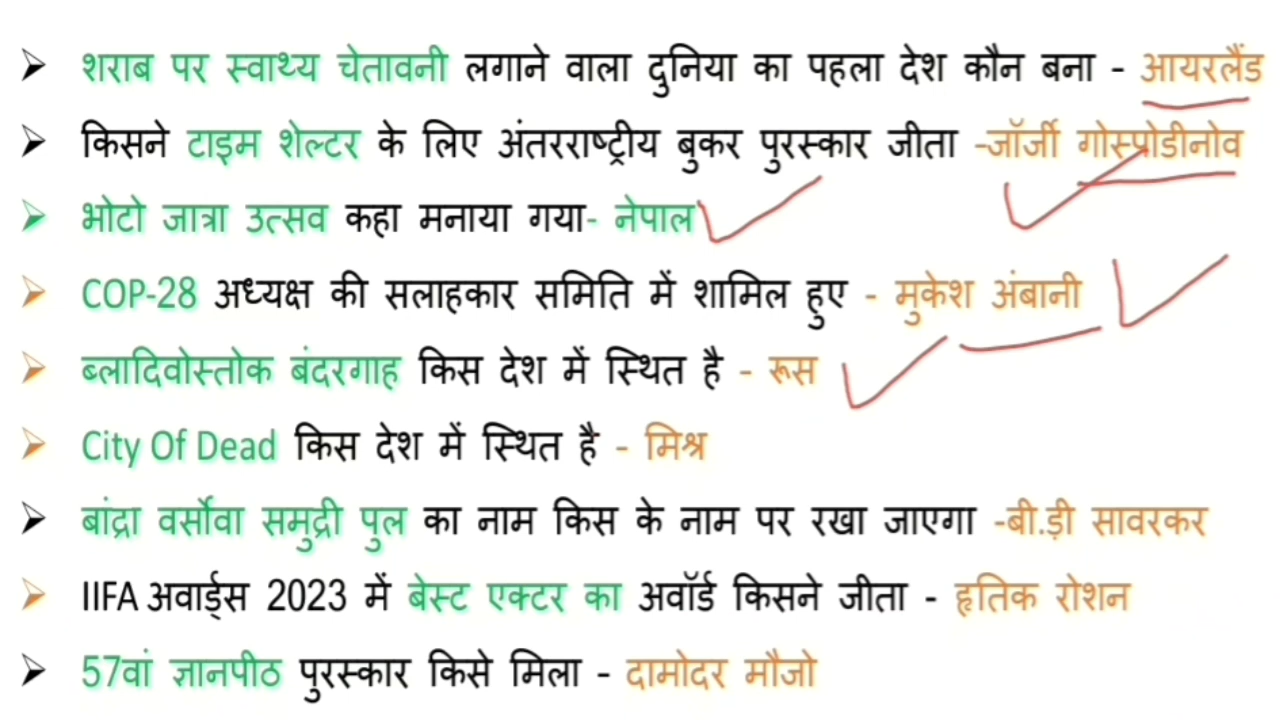 शराब पर स्वाथ्य चेतावनी लगाने वाला दुनिया का पहला देश कौन बना - आयरलैंड
किसने टाइम शेल्टर के लिए अंतरराष्ट्रीय बुकर पुरस्कार जीता -जॉर्जी गोस्पोडीनोव
भोटो जात्रा उत्सव कहा मनाया गया- नेपाल
COP-28 अध्यक्ष की सलाहकार समिति में शामिल हुए - मुकेश अंबानी
ब्लादिवोस्तोक बंदरगाह किस देश में स्थित है - रूस
City Of Dead किस देश में स्थित है - मिश्र
बांद्रा वर्सोवा समुद्री पुल का नाम किस के नाम पर रखा जाएगा -बी.ड़ी सावरकर
IIFA अवार्ड्स 2023 में बेस्ट एक्टर का अवॉर्ड किसने जीता - हृतिक रोशन
57वां ज्ञानपीठ पुरस्कार किसे मिला - दामोदर मौजो